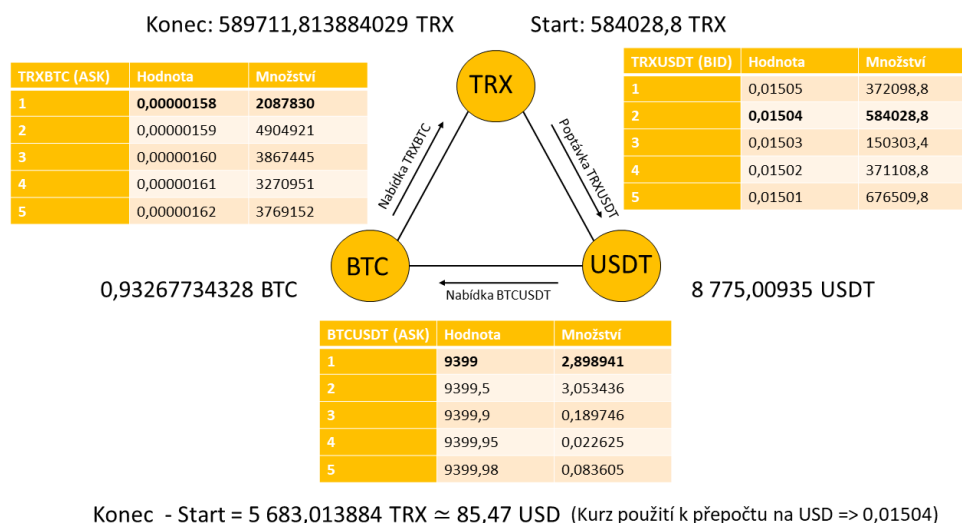 Konec: 589711,813884029 TRX Start: 584028,8 TRX
TRXBTC (ASK) Hodnota Množství
1 0,00000158 2087830
2 0,00000159 4904921
3 0,00000160 3867445
4 0,00000161 3270951
5 0,00000162 3769152
TRX
TRXUSDT (BID) Hodnota Množství
1 0,01505 372098,8
2 0,01504 584028,8
3 0,01503 150303,4
4 0,01502 371108,8
5 0,01501 676509,8
Nabídka TRXBTC
Poptávka TRXUSDT
BTC
USDT
0,93267734328 BTC
Nabídka BTCUSDT
8 775,00935 USDT
BTCUSDT (ASK) Hodnota Množství
1 9399 2,898941
2 9399,5 3,053436
3 9399,9 0,189746
4 9399,95 0,022625
5 9399,98 0,083605
Konec - Start = 5 683,013884 TRX ≃ 85,47 USD (Kurz použití k přepočtu na USD => 0,01504)